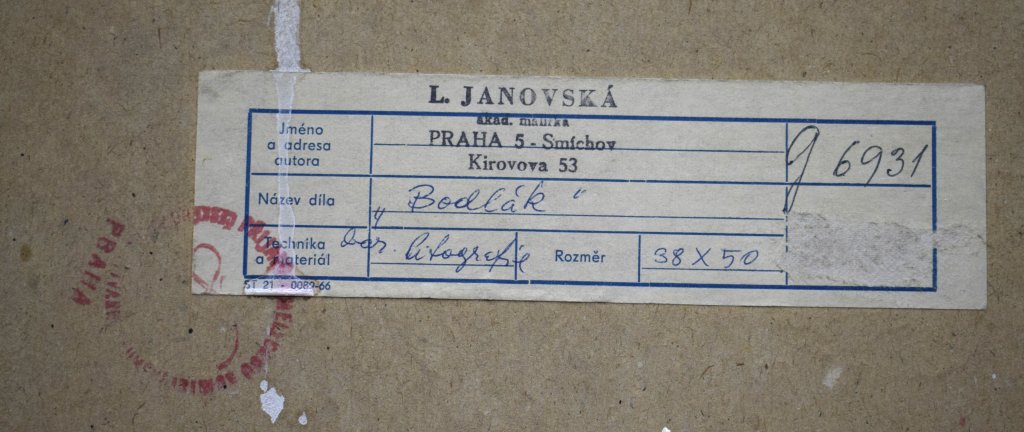 L. JANOVSKÁ
akad. malířka
PRAHA 5 - Smíchov
Kirovova 53
Jméno
a adresa
autora
g 6931
Název díla
„Bodlák“
Technika
a materiál
bar. litografie
Rozměr
38 X 50
ST 21 - 0089-66
PRAHA